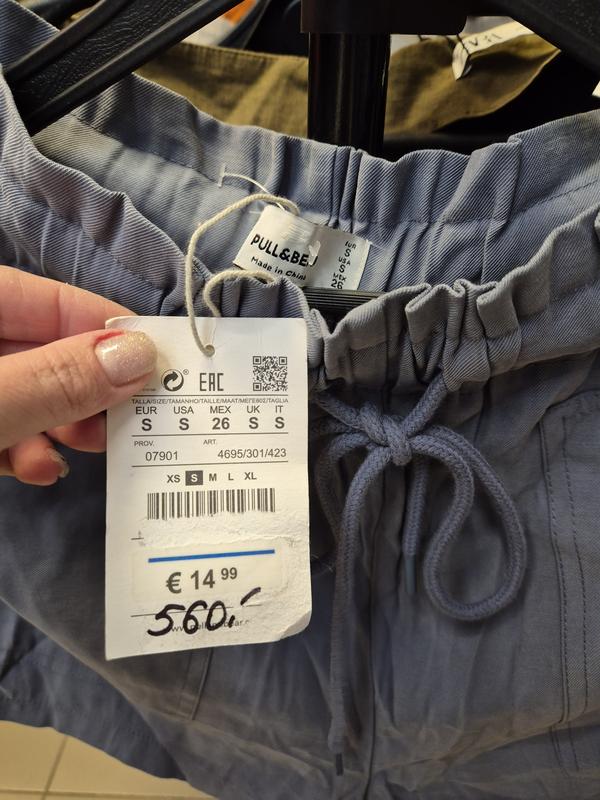 PULL&BE
Made in China
EUR
S
USA
S
MEX
26
EAC
TALLA/SIZE/TAMANHO/TAILLE/MAAT/ΜΕΓΕΘΟΣ/TAGLIA
EUR USA MEX UK IT
S S 26 S S
PROV. ART.
07901 4695/301/423
XS S M L XL
€ 14 99
560,-